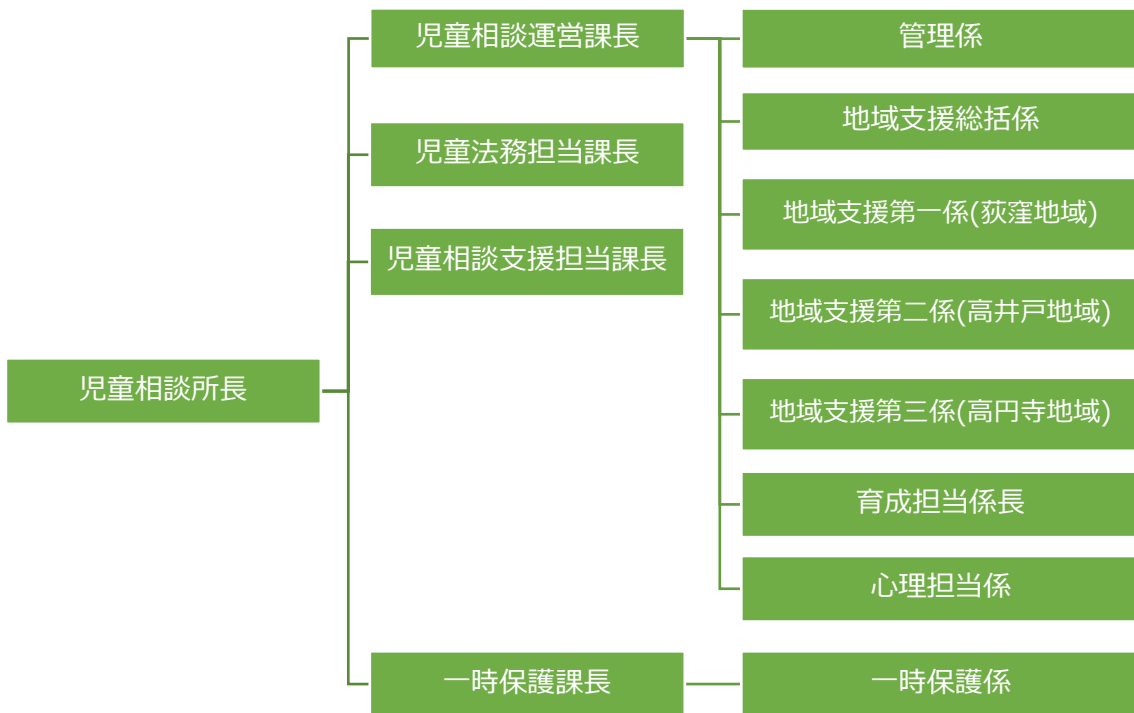 児童相談所長
児童相談運営課長
児童法務担当課長
児童相談支援担当課長
一時保護課長
管理係
地域支援総括係
地域支援第一係(荻窪地域)
地域支援第二係(高井戸地域)
地域支援第三係(高円寺地域)
育成担当係長
心理担当係
一時保護係